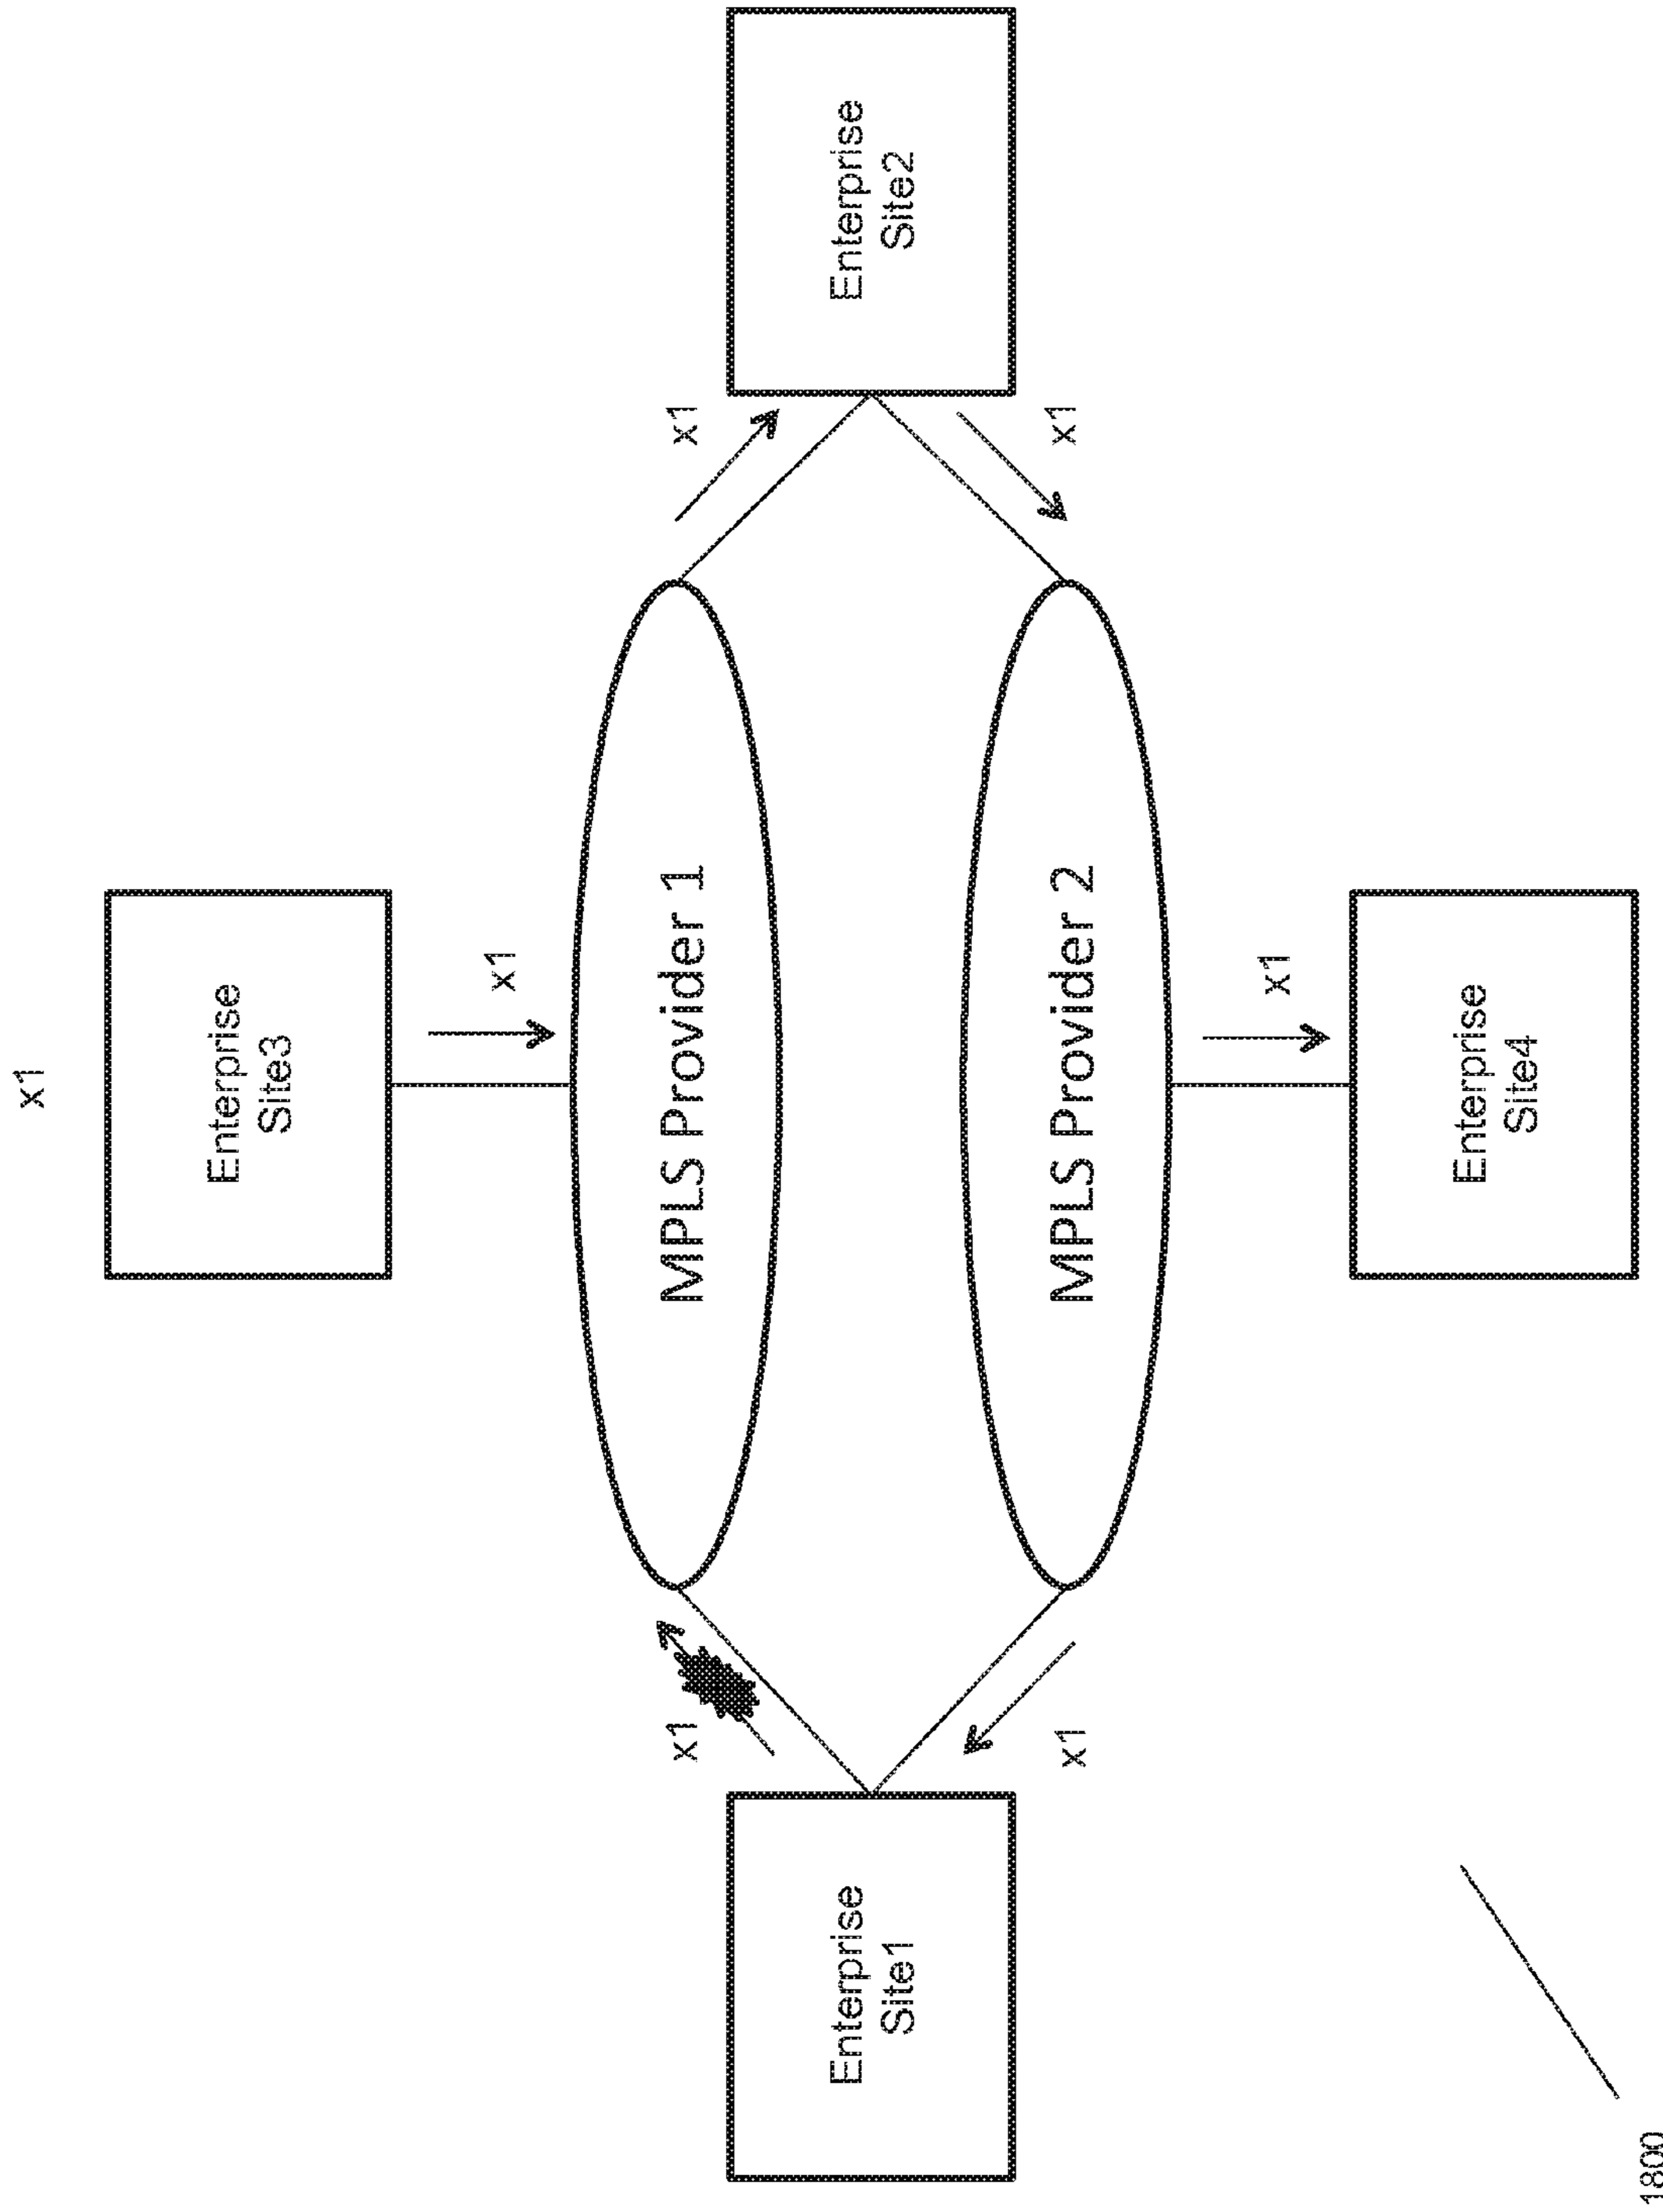 x1
Enterprise
Site3
x1
x1
MPLS Provider 1
x1
Enterprise
Site1
Enterprise
Site2
x1
MPLS Provider 2
x1
x1
Enterprise
Site4
1800